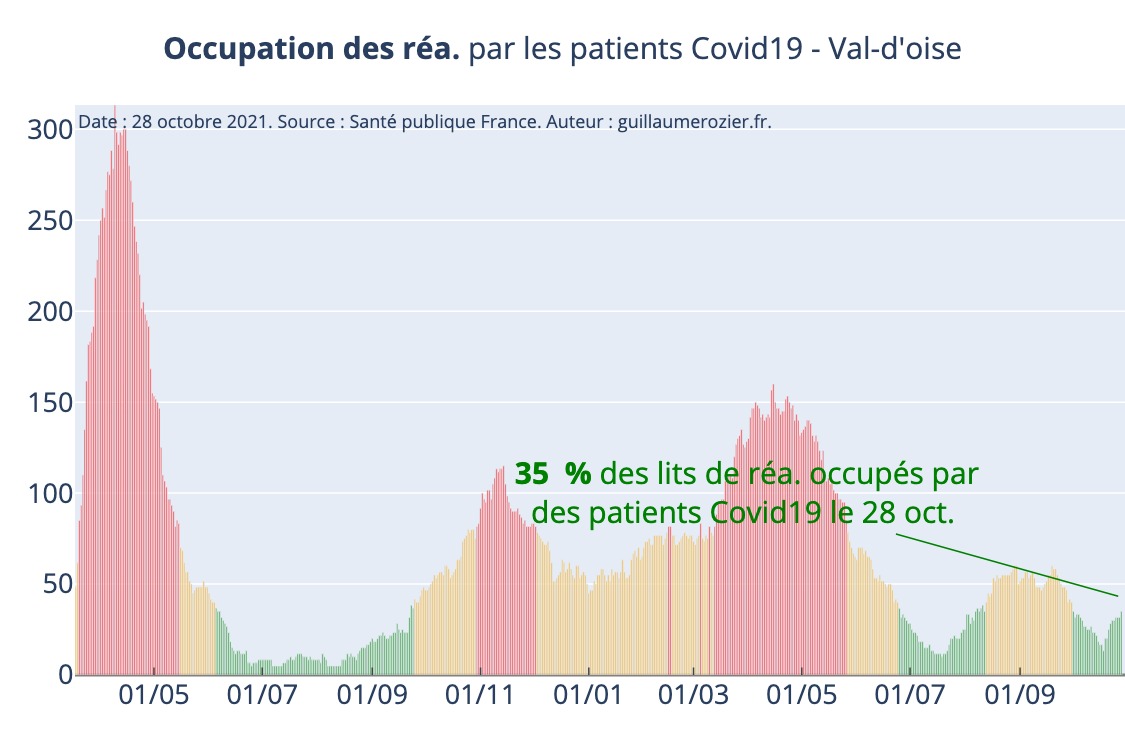 Occupation des réa. par les patients Covid19 - Val-d'oise
Date : 28 octobre 2021. Source : Santé publique France. Auteur : guillaumerozier.fr.
300
250
200
150
100
50
0
35 % des lits de réa. occupés par
des patients Covid19 le 28 oct.
01/05 01/07 01/09 01/11 01/01 01/03 01/05 01/07 01/09